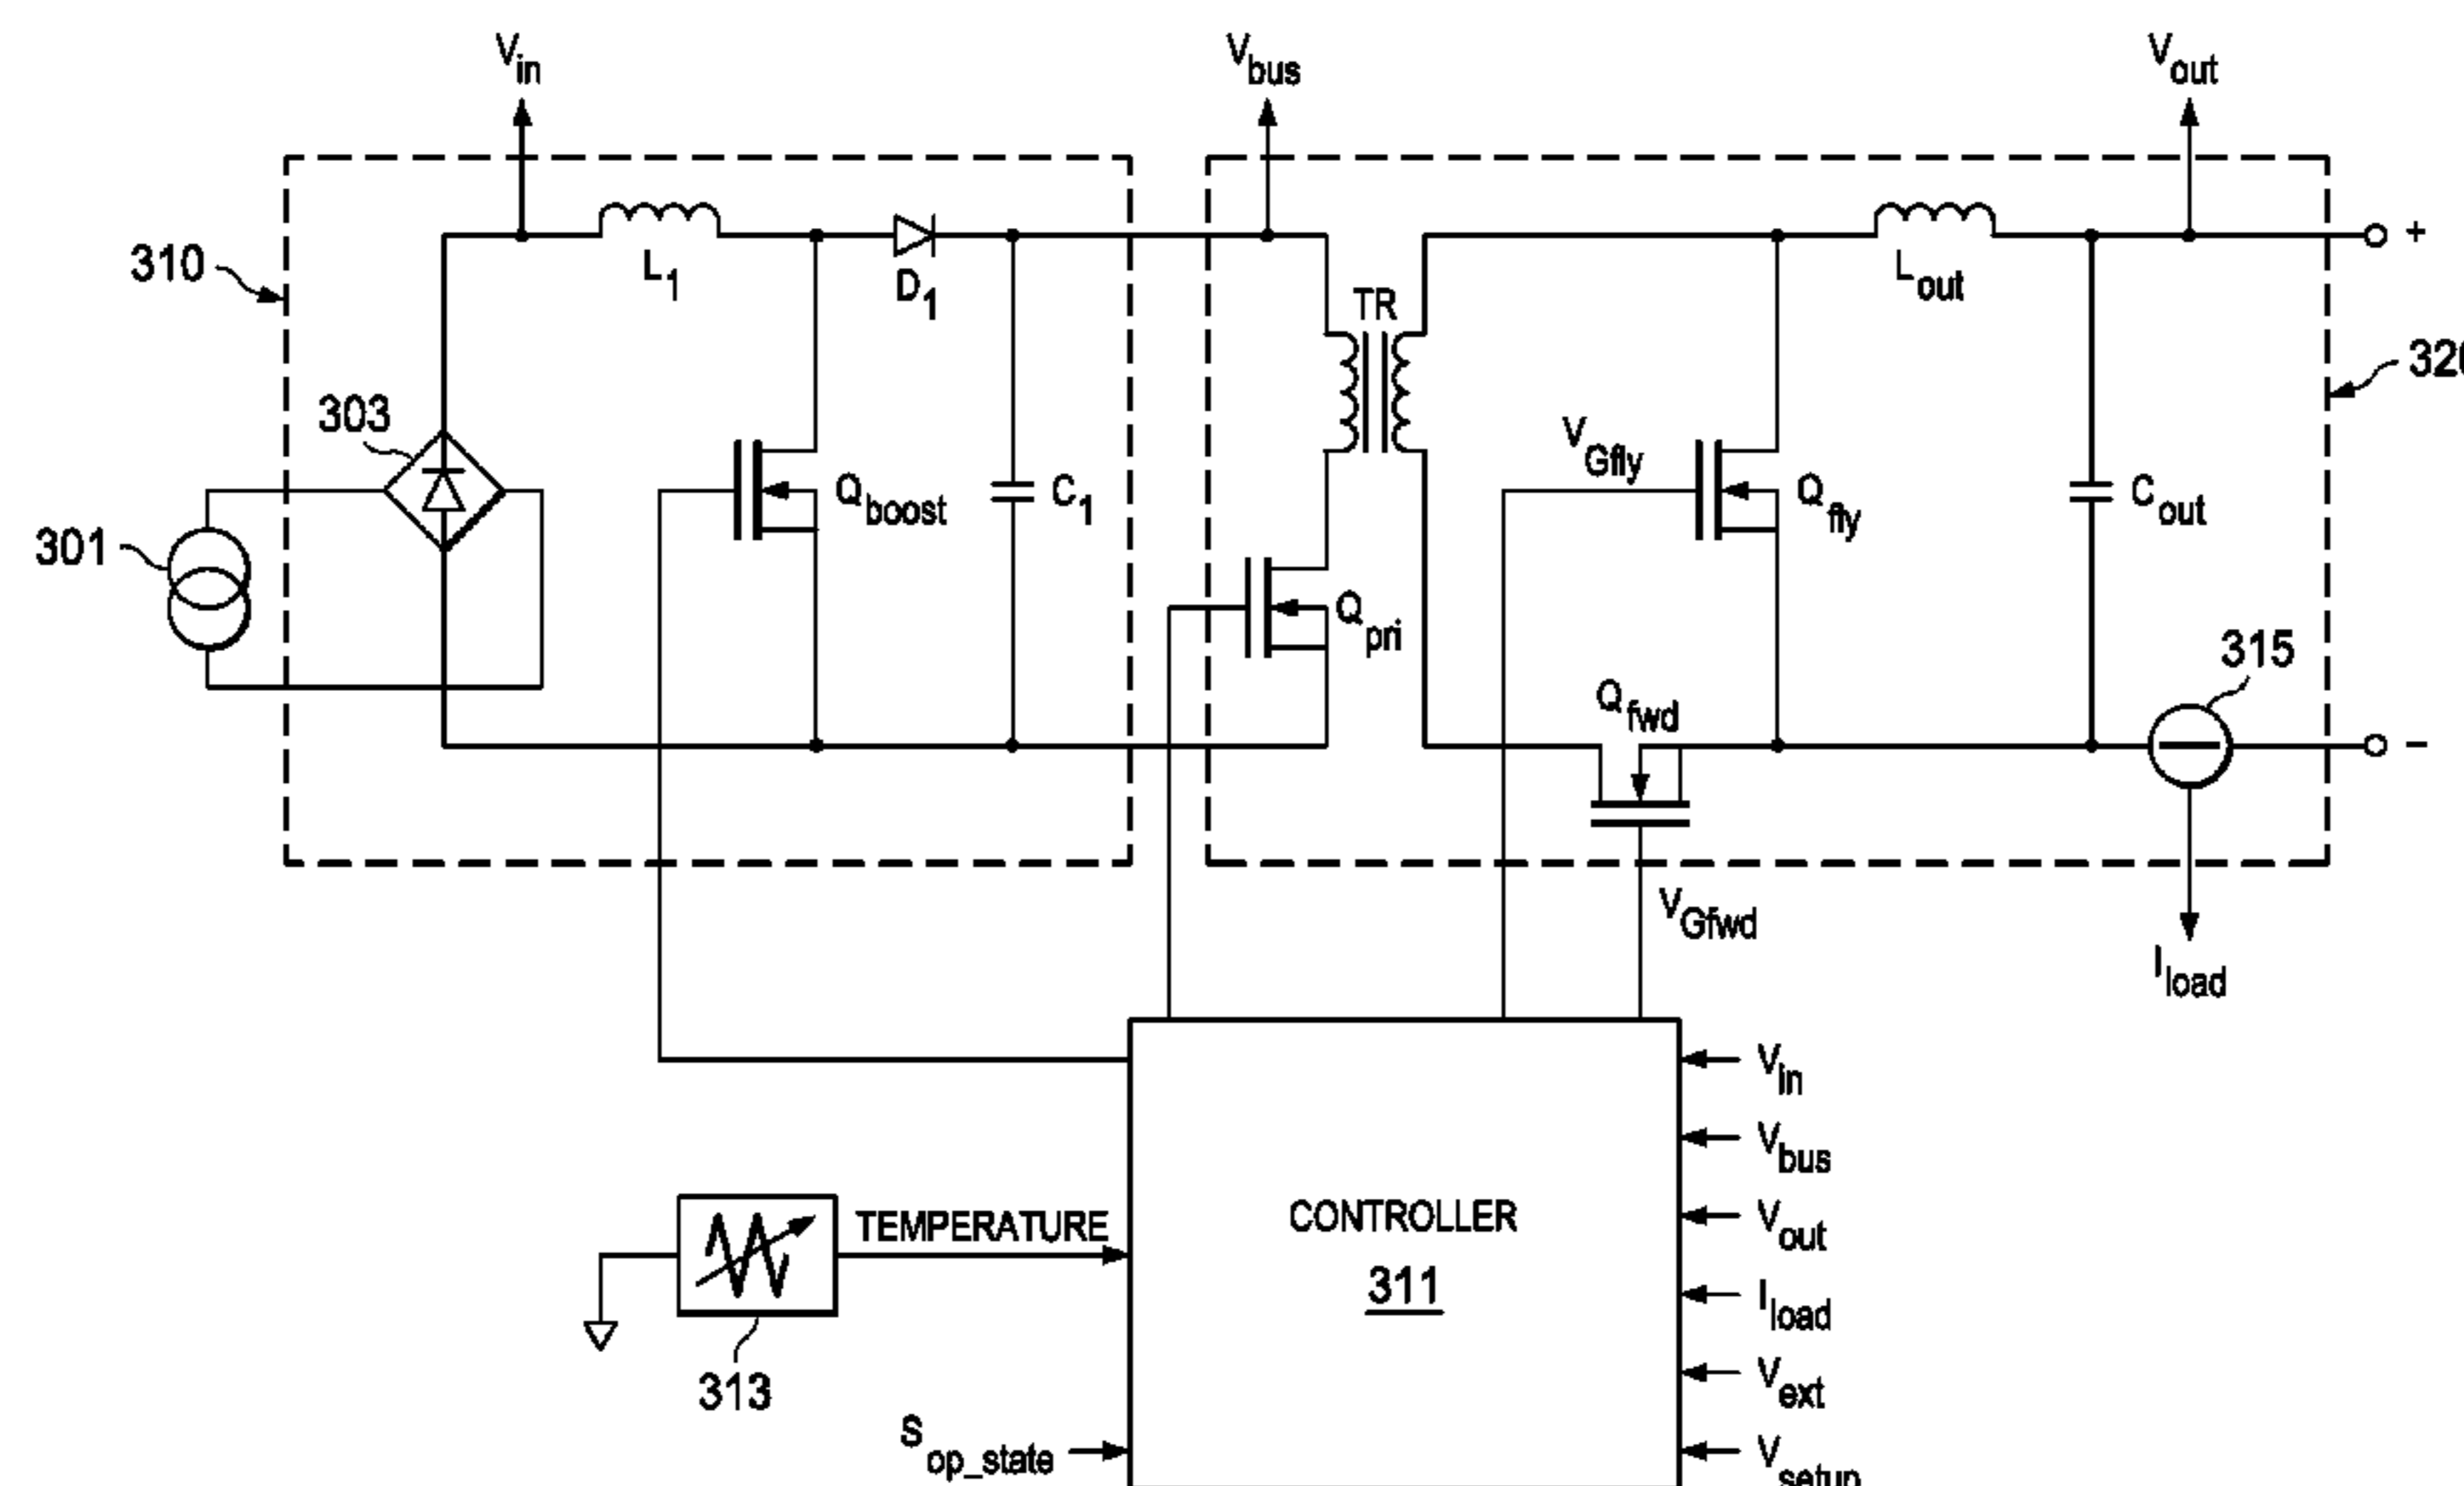 Vin
Vbus
Vout
310
L1
D1
TR
Lout
+
303
VGfly
320
Qboost
C1
Qfly
Cout
301
Qpri
315
Qfwd
−
VGfwd
Iload
Vin
Vbus
TEMPERATURE
CONTROLLER
Vout
311
Iload
313
Vext
Sop_state
Vsetup